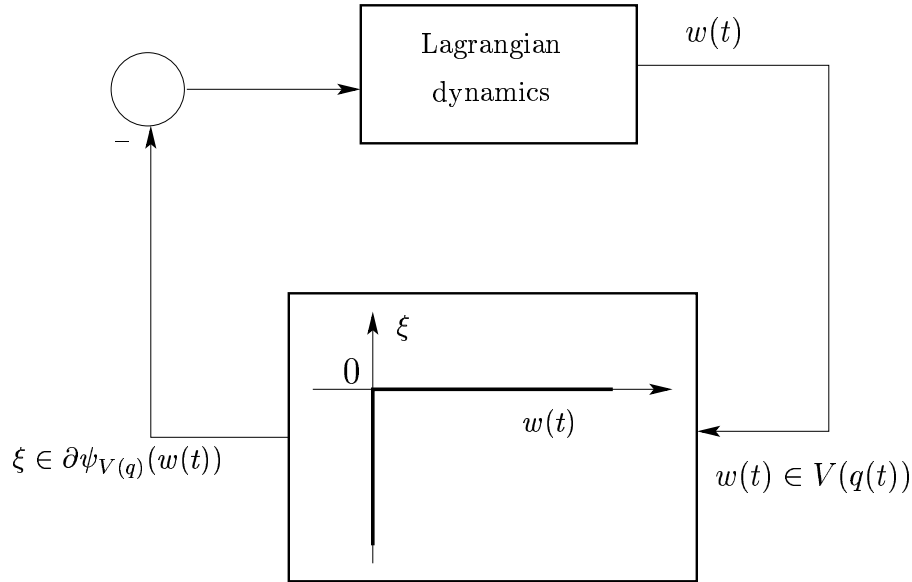 Lagrangian
dynamics
w(t)
–
ξ
0
w(t)
ξ ∈ ∂ψ_{V(q)}(w(t))
w(t) ∈ V(q(t))